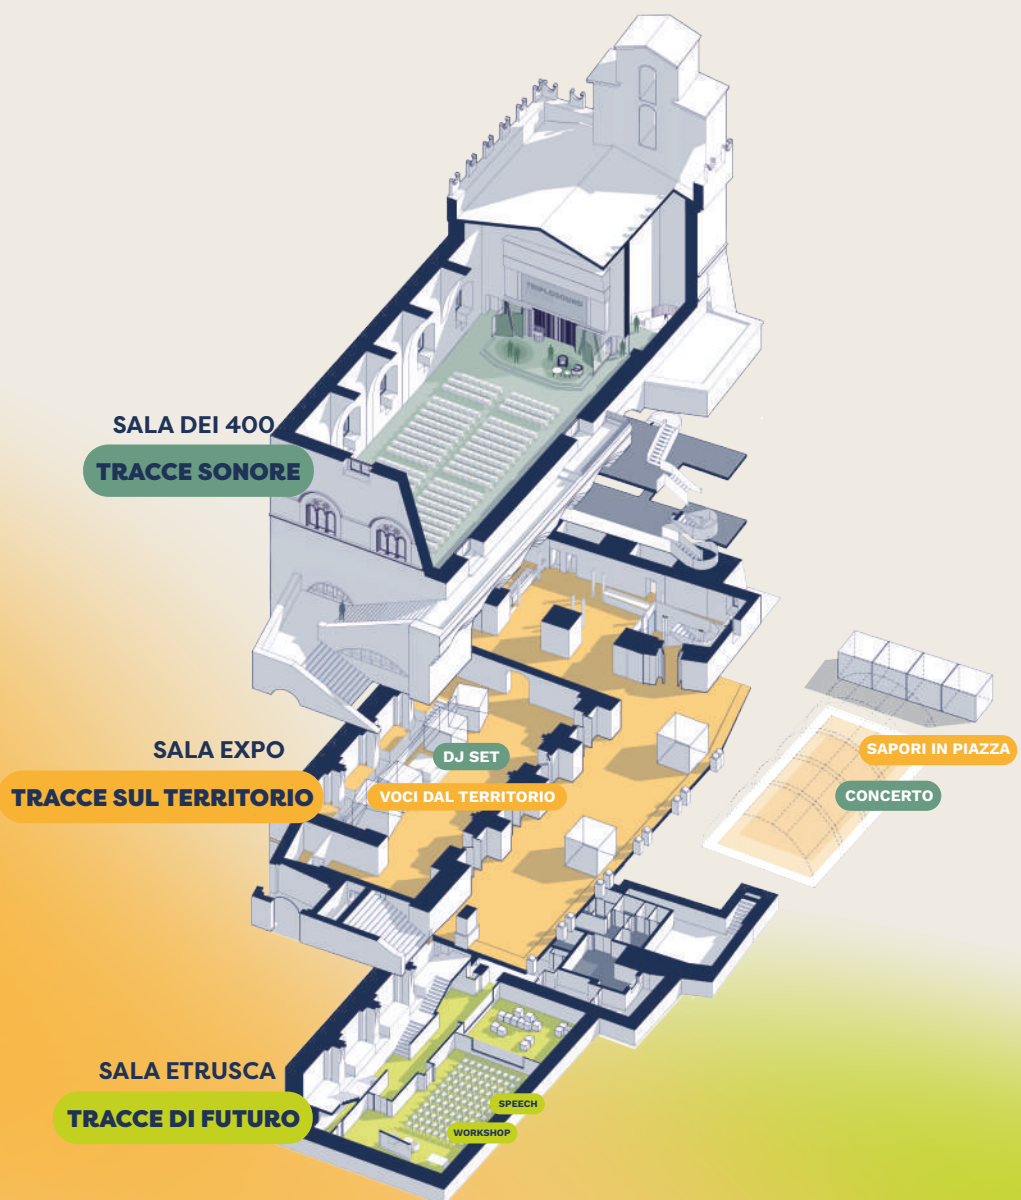 TRIPLOSQUID
SALA DEI 400
TRACCE SONORE
SALA EXPO
TRACCE SUL TERRITORIO
DJ SET
VOCI DAL TERRITORIO
SAPORI IN PIAZZA
CONCERTO
SALA ETRUSCA
TRACCE DI FUTURO
SPEECH
WORKSHOP